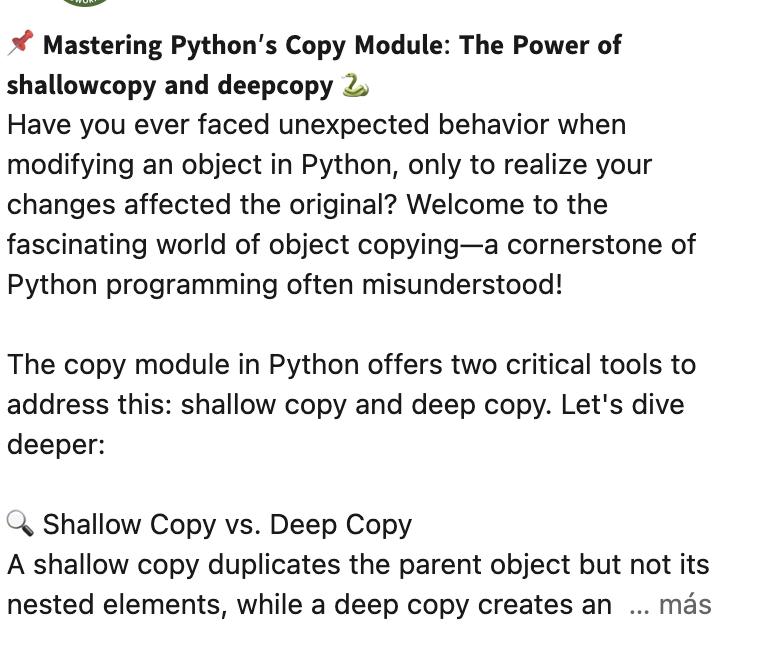 📌 Mastering Python's Copy Module: The Power of
shallowcopy and deepcopy 🐍
Have you ever faced unexpected behavior when
modifying an object in Python, only to realize your
changes affected the original? Welcome to the
fascinating world of object copying—a cornerstone of
Python programming often misunderstood!
The copy module in Python offers two critical tools to
address this: shallow copy and deep copy. Let's dive
deeper:
🔍 Shallow Copy vs. Deep Copy
A shallow copy duplicates the parent object but not its
nested elements, while a deep copy creates an ... más